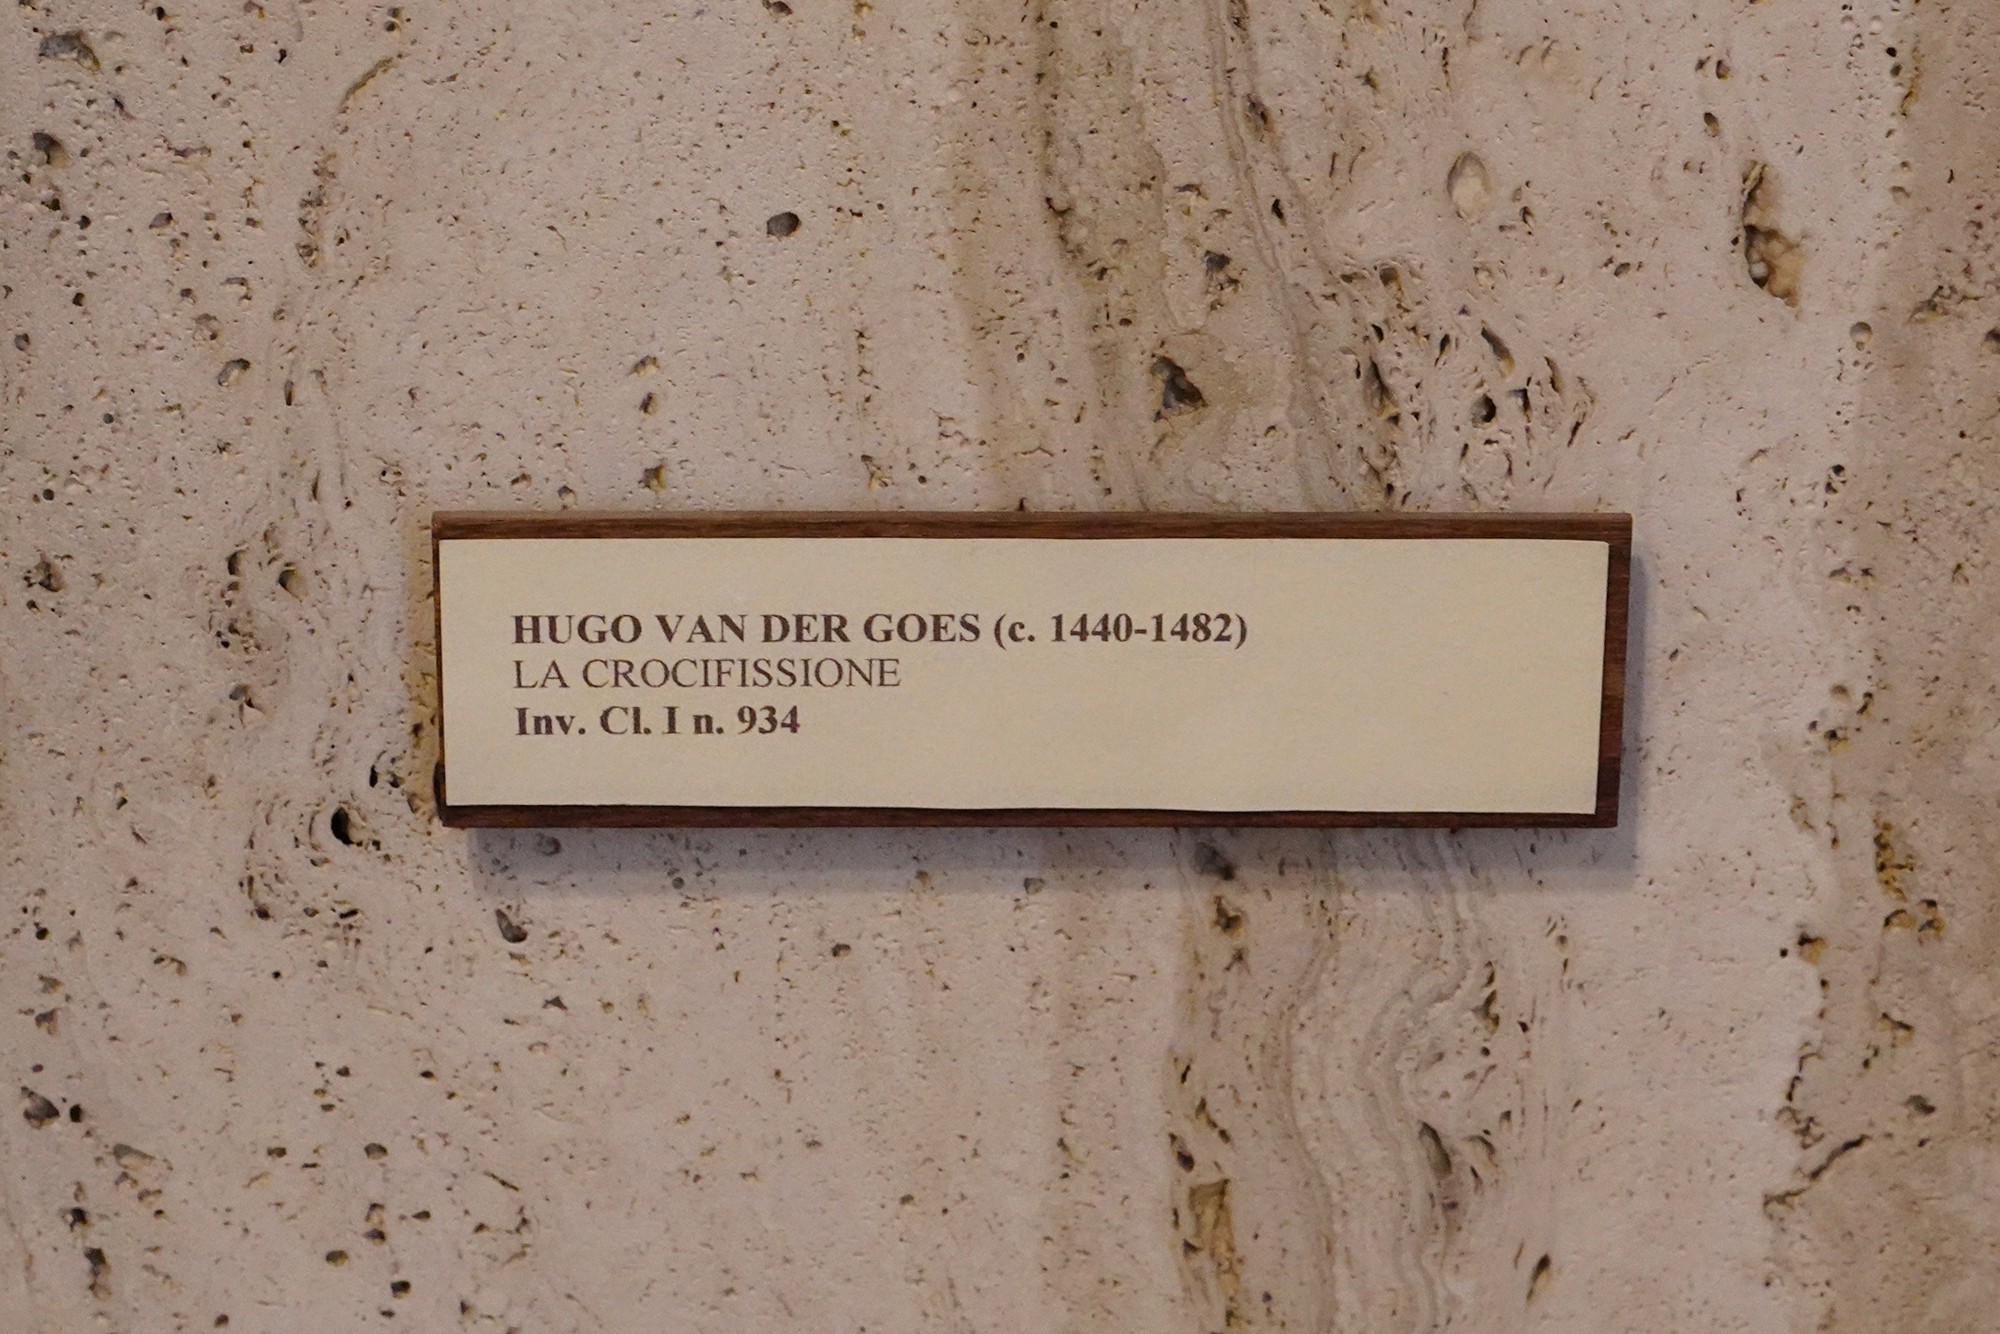 HUGO VAN DER GOES (c. 1440-1482)
LA CROCIFISSIONE
Inv. Cl. I n. 934